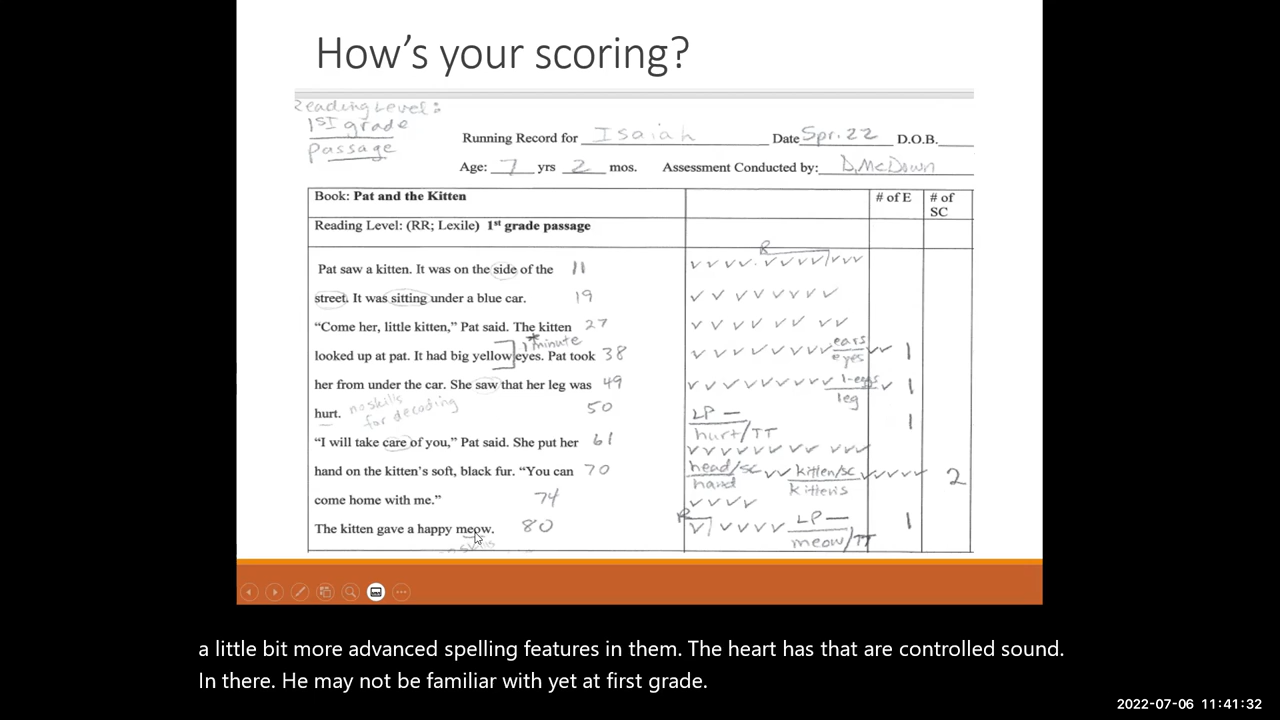 How's your scoring?
Reading Level:
1ST grade
Passage
Running Record for Isaiah Date Spr. 22 D.O.B.
Age: 7 yrs 2 mos. Assessment Conducted by: D. McDown
Book: Pat and the Kitten # of E # of SC
Reading Level: (RR; Lexile) 1st grade passage
R
Pat saw a kitten. It was on the side of the 11 ✓✓✓✓✓✓✓✓✓✓✓
street. It was sitting under a blue car. 19 ✓✓✓✓✓✓✓✓
"Come her, little kitten," Pat said. The kitten 27 ✓✓✓✓✓✓✓✓
1 minute
looked up at pat. It had big yellow] eyes. Pat took 38 ✓✓✓✓✓✓✓✓ ears/eyes ✓✓ 1
her from under the car. She saw that her leg was 49 ✓✓✓✓✓✓✓✓✓ l-egs/leg ✓ 1
hurt. no skills for decoding 50 LP —/hurt/TT 1
"I will take care of you," Pat said. She put her 61 ✓✓✓✓✓✓✓✓✓✓✓
hand on the kitten's soft, black fur. "You can 70 head/SC hand ✓✓ kitten/SC kittens ✓✓✓✓✓ 2
come home with me." 74 ✓✓✓✓
The kitten gave a happy meow. 80 R ✓✓✓✓✓ LP —/meow/TT 1
a little bit more advanced spelling features in them. The heart has that are controlled sound.
In there. He may not be familiar with yet at first grade.
2022-07-06 11:41:32